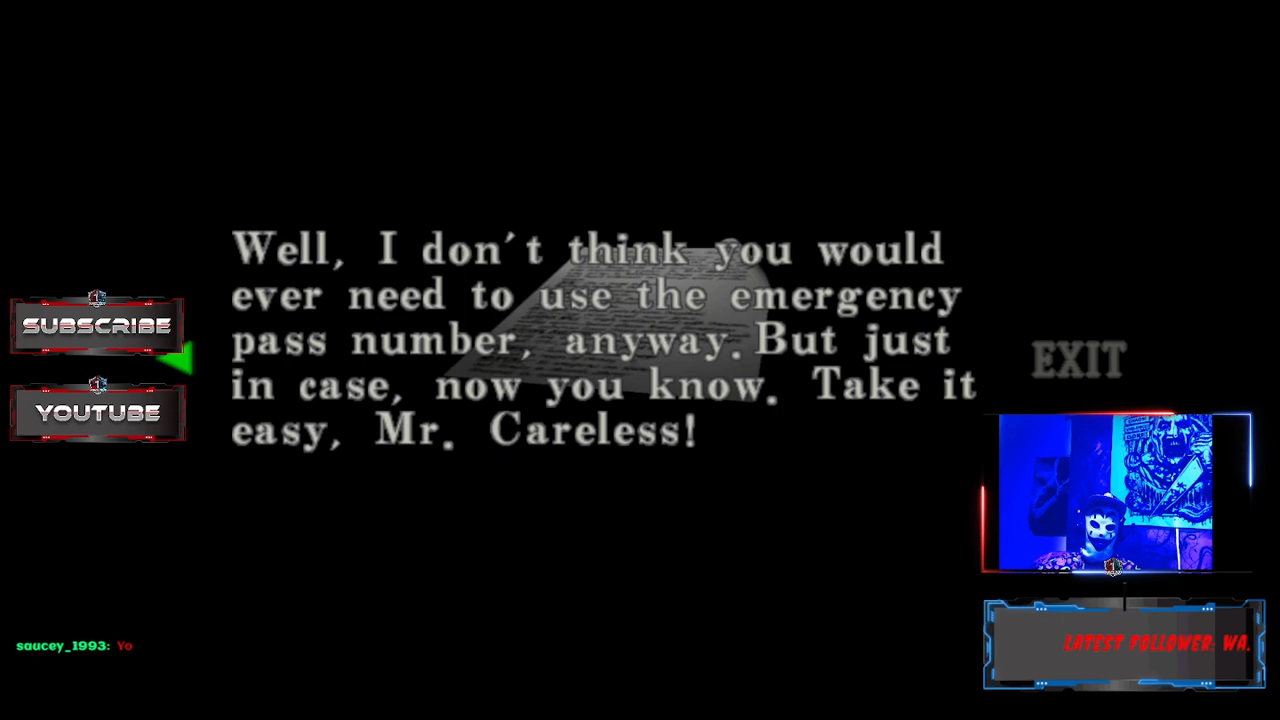 Well, I don't think you would
ever need to use the emergency
pass number, anyway. But just
in case, now you know. Take it
easy, Mr. Careless!
EXIT
SUBSCRIBE
YOUTUBE
saucey_1993: Yo
LATEST FOLLOWER: WA.